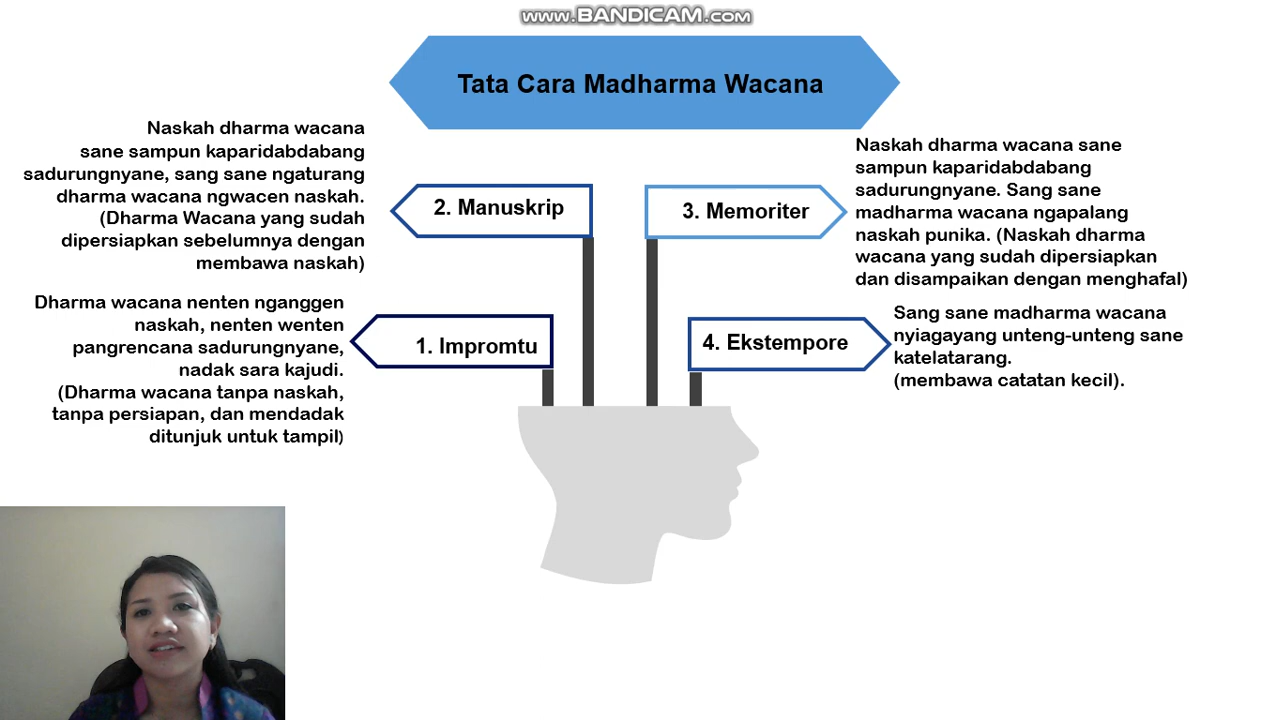 www.BANDICAM.com
Tata Cara Madharma Wacana
Naskah dharma wacana
sane sampun kaparidabdabang
sadurungnyane, sang sane ngaturang
dharma wacana ngwacen naskah.
(Dharma Wacana yang sudah
dipersiapkan sebelumnya dengan
membawa naskah)
2. Manuskrip
3. Memoriter
Naskah dharma wacana sane
sampun kaparidabdabang
sadurungnyane. Sang sane
madharma wacana ngapalang
naskah punika. (Naskah dharma
wacana yang sudah dipersiapkan
dan disampaikan dengan menghafal)
Dharma wacana nenten nganggen
naskah, nenten wenten
pangrencana sadurungnyane,
nadak sara kajudi.
(Dharma wacana tanpa naskah,
tanpa persiapan, dan mendadak
ditunjuk untuk tampil)
1. Impromtu
4. Ekstempore
Sang sane madharma wacana
nyiagayang unteng-unteng sane
katelatarang.
(membawa catatan kecil).